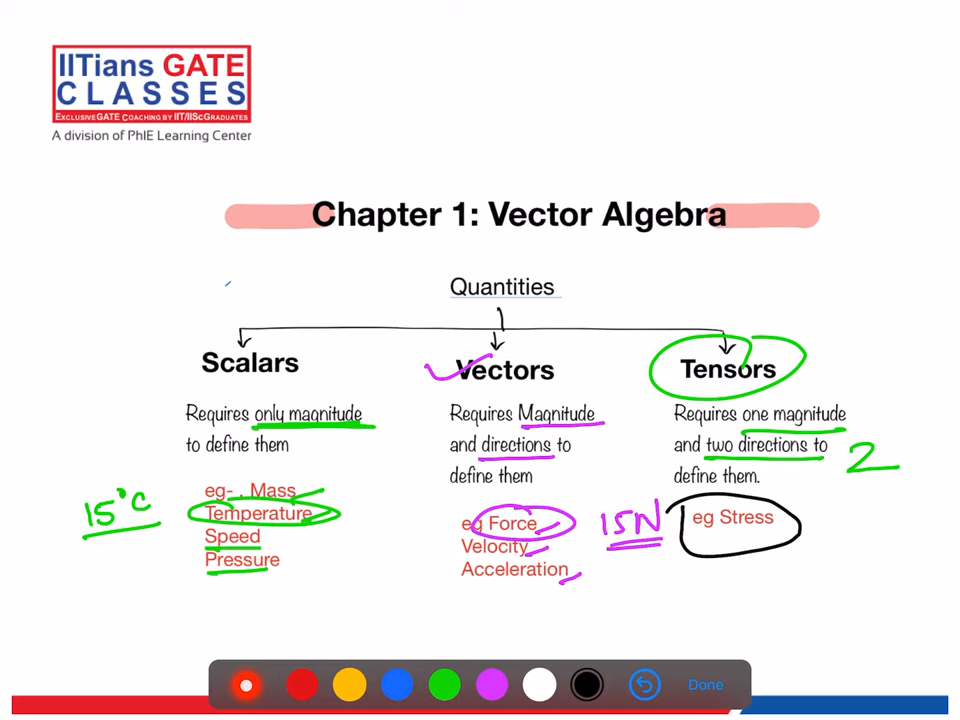 IITians GATE
CLASSES
EXCLUSIVE GATE COACHING BY IIT/IISc GRADUATES
A division of PhIE Learning Center
Chapter 1: Vector Algebra
Quantities
Scalars
Requires only magnitude
to define them
eg- , Mass
Temperature
Speed
Pressure
15°C
Vectors
Requires Magnitude
and directions to
define them
eg Force
Velocity
Acceleration
15N
Tensors
Requires one magnitude
and two directions to
define them.
2
eg Stress
Done